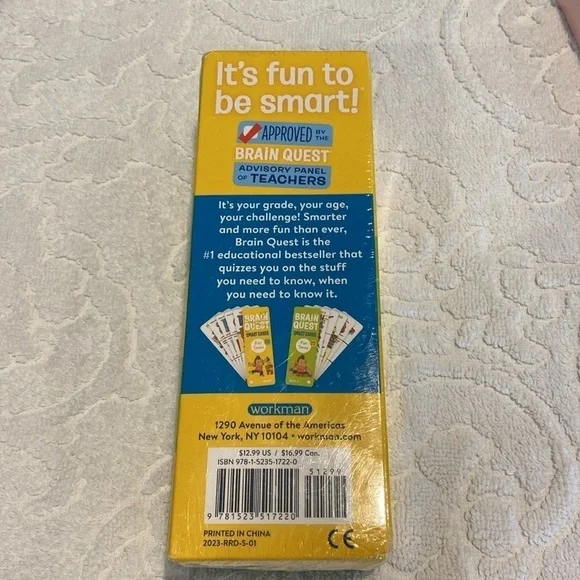 It's fun to
be smart!®
APPROVED BY THE
BRAIN QUEST®
ADVISORY PANEL
OF TEACHERS
It's your grade, your age,
your challenge! Smarter
and more fun than ever,
Brain Quest is the
#1 educational bestseller that
quizzes you on the stuff
you need to know, when
you need to know it.
BRAIN QUEST
SMART CARDS
BRAIN QUEST
SMART CARDS
workman
1290 Avenue of the Americas
New York, NY 10104 • workman.com
$12.99 US / $16.99 Can.
ISBN 978-1-5235-1722-0
51299
9 781523 517220
PRINTED IN CHINA
2023-RRD-S-01
CE